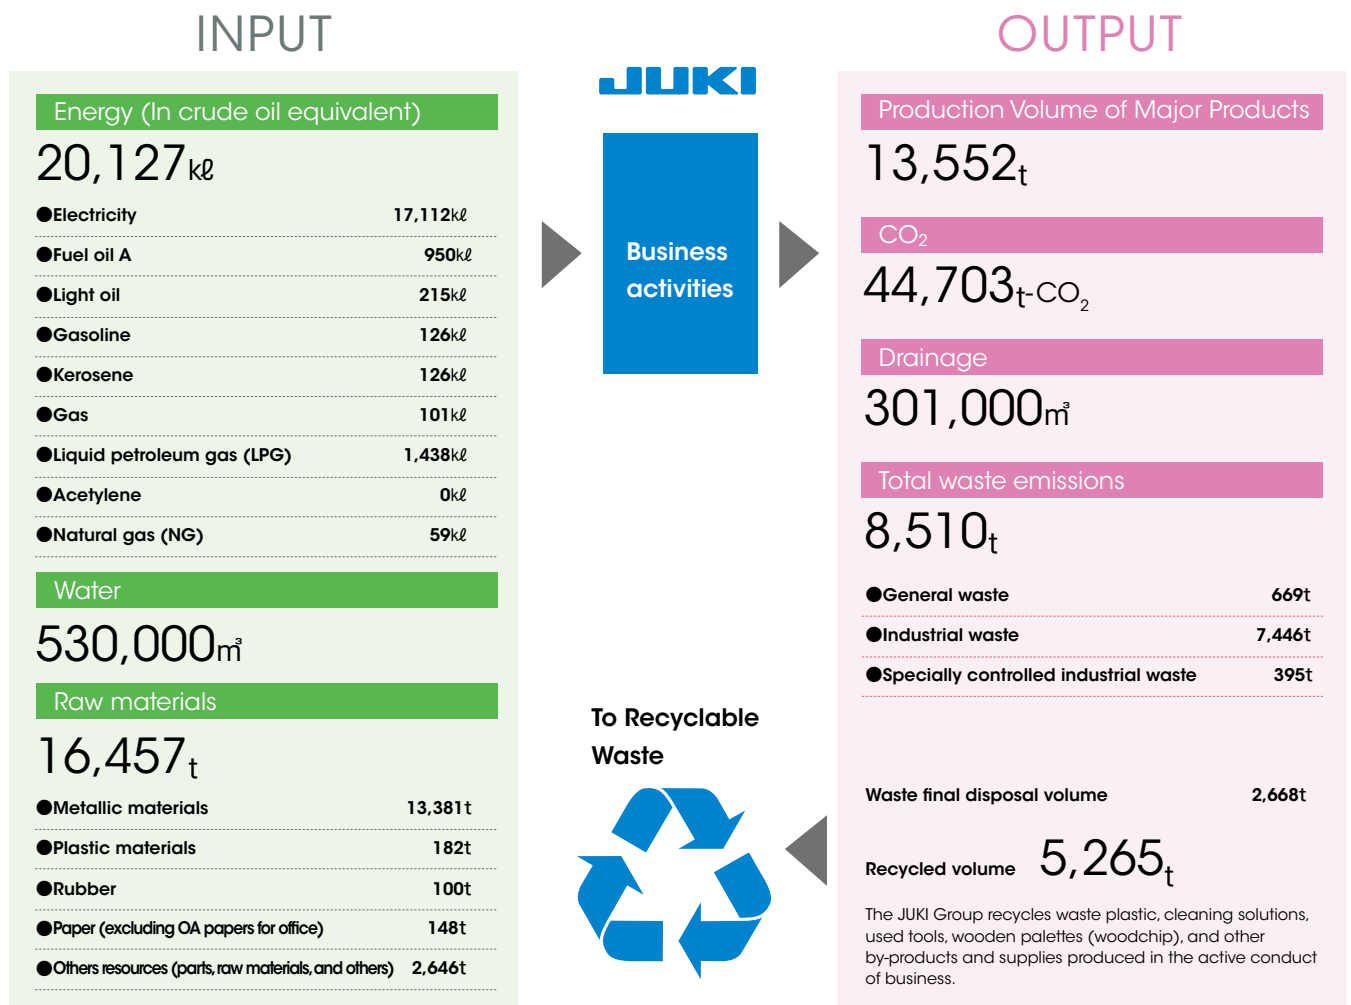 INPUT
Energy (In crude oil equivalent)
20,127kℓ
●Electricity 17,112kℓ
●Fuel oil A 950kℓ
●Light oil 215kℓ
●Gasoline 126kℓ
●Kerosene 126kℓ
●Gas 101kℓ
●Liquid petroleum gas (LPG) 1,438kℓ
●Acetylene 0kℓ
●Natural gas (NG) 59kℓ
Water
530,000㎥
Raw materials
16,457t
●Metallic materials 13,381t
●Plastic materials 182t
●Rubber 100t
●Paper (excluding OA papers for office) 148t
●Others resources (parts, raw materials, and others) 2,646t
JUKI
Business
activities
To Recyclable
Waste
OUTPUT
Production Volume of Major Products
13,552t
CO₂
44,703t-CO₂
Drainage
301,000㎥
Total waste emissions
8,510t
●General waste 669t
●Industrial waste 7,446t
●Specially controlled industrial waste 395t
Waste final disposal volume 2,668t
Recycled volume 5,265t
The JUKI Group recycles waste plastic, cleaning solutions,
used tools, wooden palettes (woodchip), and other
by-products and supplies produced in the active conduct
of business.